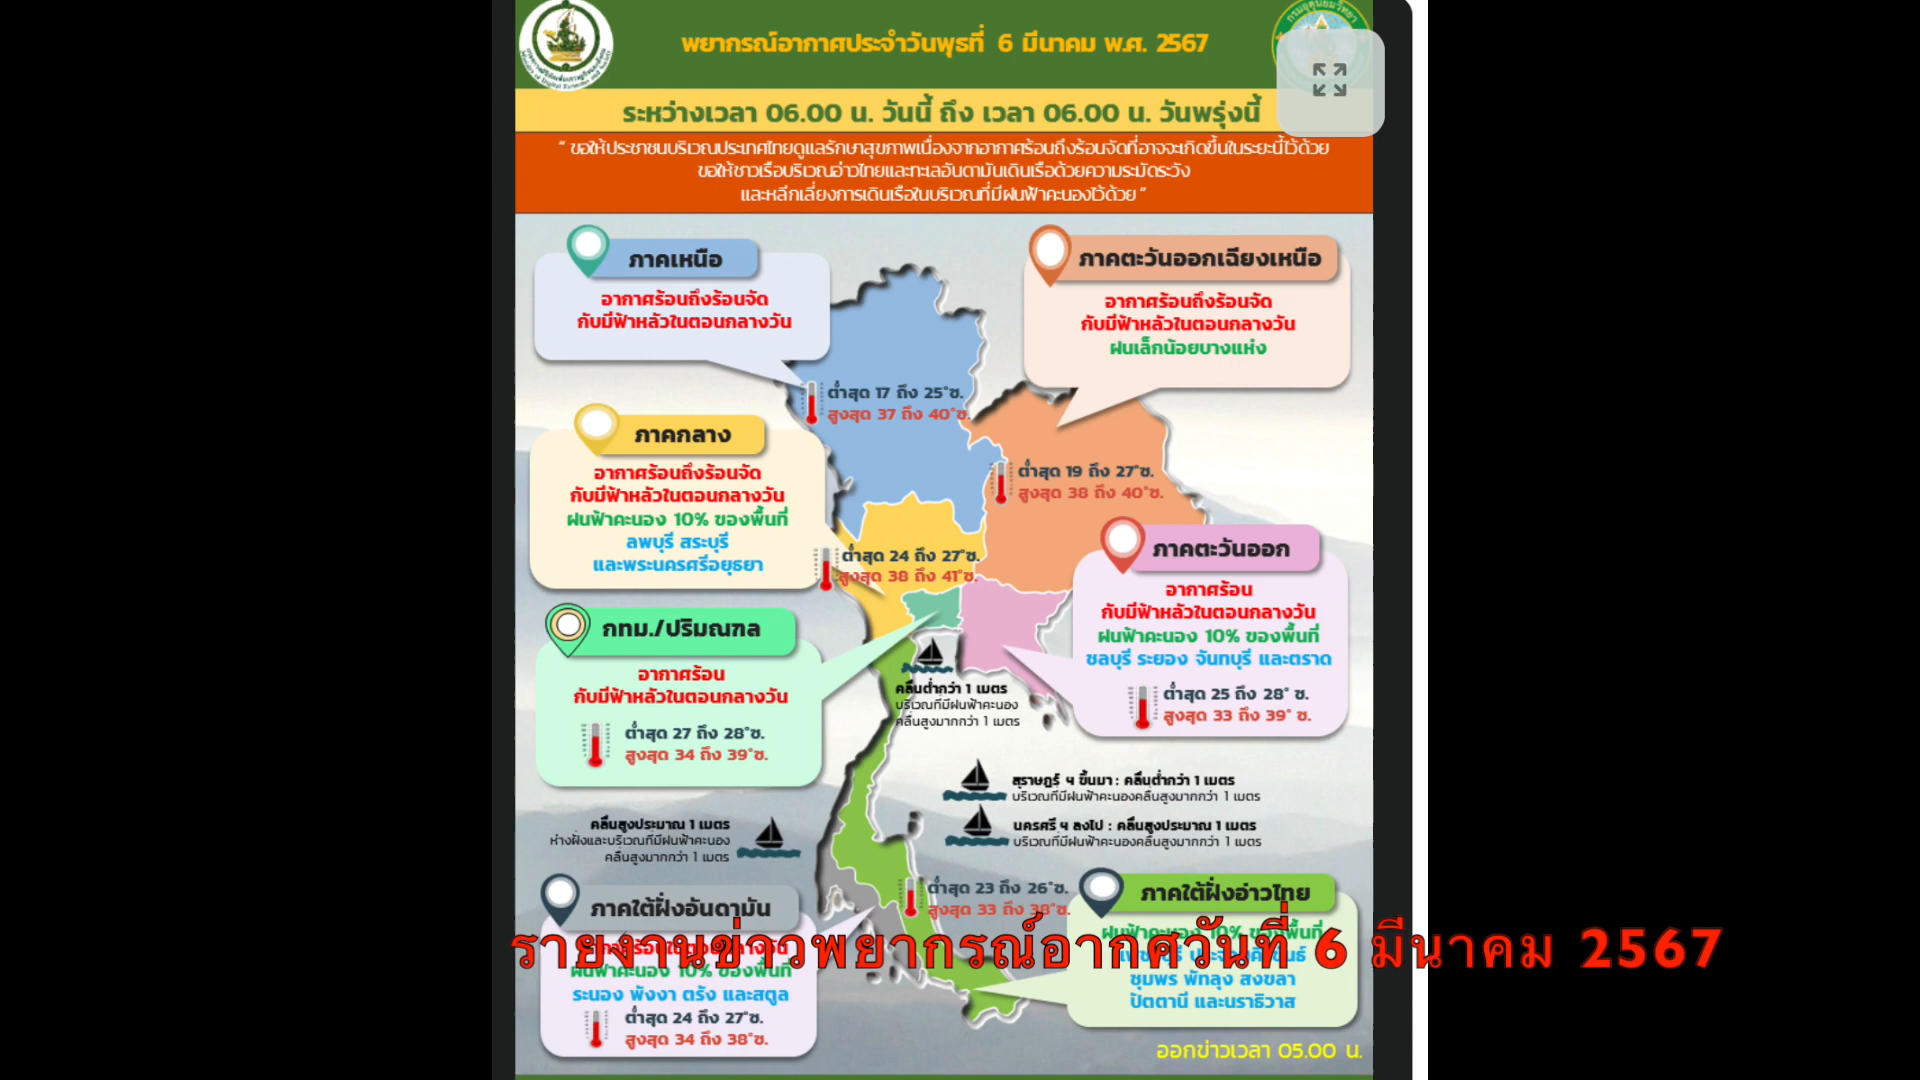 พยากรณ์อากาศประจำวันพุธที่ 6 มีนาคม พ.ศ. 2567
ระหว่างเวลา 06.00 น. วันนี้ ถึง เวลา 06.00 น. วันพรุ่งนี้
“ ขอให้ประชาชนบริเวณประเทศไทยดูแลรักษาสุขภาพเนื่องจากอากาศร้อนถึงร้อนจัดที่อาจจะเกิดขึ้นในระยะนี้ไว้ด้วย
ขอให้ชาวเรือบริเวณอ่าวไทยและทะเลอันดามันเดินเรือด้วยความระมัดระวัง
และหลีกเลี่ยงการเดินเรือในบริเวณที่มีฝนฟ้าคะนองไว้ด้วย ”
ภาคเหนือ
อากาศร้อนถึงร้อนจัด
กับมีฟ้าหลัวในตอนกลางวัน
ต่ำสุด 17 ถึง 25°ซ.
สูงสุด 37 ถึง 40°ซ.
ภาคตะวันออกเฉียงเหนือ
อากาศร้อนถึงร้อนจัด
กับมีฟ้าหลัวในตอนกลางวัน
ฝนเล็กน้อยบางแห่ง
ต่ำสุด 19 ถึง 27°ซ.
สูงสุด 38 ถึง 40°ซ.
ภาคกลาง
อากาศร้อนถึงร้อนจัด
กับมีฟ้าหลัวในตอนกลางวัน
ฝนฟ้าคะนอง 10% ของพื้นที่
ลพบุรี สระบุรี
และพระนครศรีอยุธยา
ต่ำสุด 24 ถึง 27°ซ.
สูงสุด 38 ถึง 41°ซ.
ภาคตะวันออก
อากาศร้อน
กับมีฟ้าหลัวในตอนกลางวัน
ฝนฟ้าคะนอง 10% ของพื้นที่
ชลบุรี ระยอง จันทบุรี และตราด
ต่ำสุด 25 ถึง 28° ซ.
สูงสุด 33 ถึง 39° ซ.
กทม./ปริมณฑล
อากาศร้อน
กับมีฟ้าหลัวในตอนกลางวัน
ต่ำสุด 27 ถึง 28°ซ.
สูงสุด 34 ถึง 39°ซ.
คลื่นต่ำกว่า 1 เมตร
บริเวณที่มีฝนฟ้าคะนอง
คลื่นสูงมากกว่า 1 เมตร
สุราษฎร์ ฯ ขึ้นมา : คลื่นต่ำกว่า 1 เมตร
บริเวณที่มีฝนฟ้าคะนองคลื่นสูงมากกว่า 1 เมตร
นครศรี ฯ ลงไป : คลื่นสูงประมาณ 1 เมตร
บริเวณที่มีฝนฟ้าคะนองคลื่นสูงมากกว่า 1 เมตร
คลื่นสูงประมาณ 1 เมตร
ห่างฝั่งและบริเวณที่มีฝนฟ้าคะนอง
คลื่นสูงมากกว่า 1 เมตร
ต่ำสุด 23 ถึง 26°ซ.
สูงสุด 33 ถึง 38°ซ.
ภาคใต้ฝั่งอันดามัน
ฝนฟ้าคะนอง 10% ของพื้นที่
ระนอง พังงา ตรัง และสตูล
ต่ำสุด 24 ถึง 27°ซ.
สูงสุด 34 ถึง 38°ซ.
ภาคใต้ฝั่งอ่าวไทย
ฝนฟ้าคะนอง 10% ของพื้นที่
ชุมพร พัทลุง สงขลา
ปัตตานี และนราธิวาส
รายงานข่าวพยากรณ์อากศวันที่ 6 มีนาคม 2567
ออกข่าวเวลา 05.00 น.